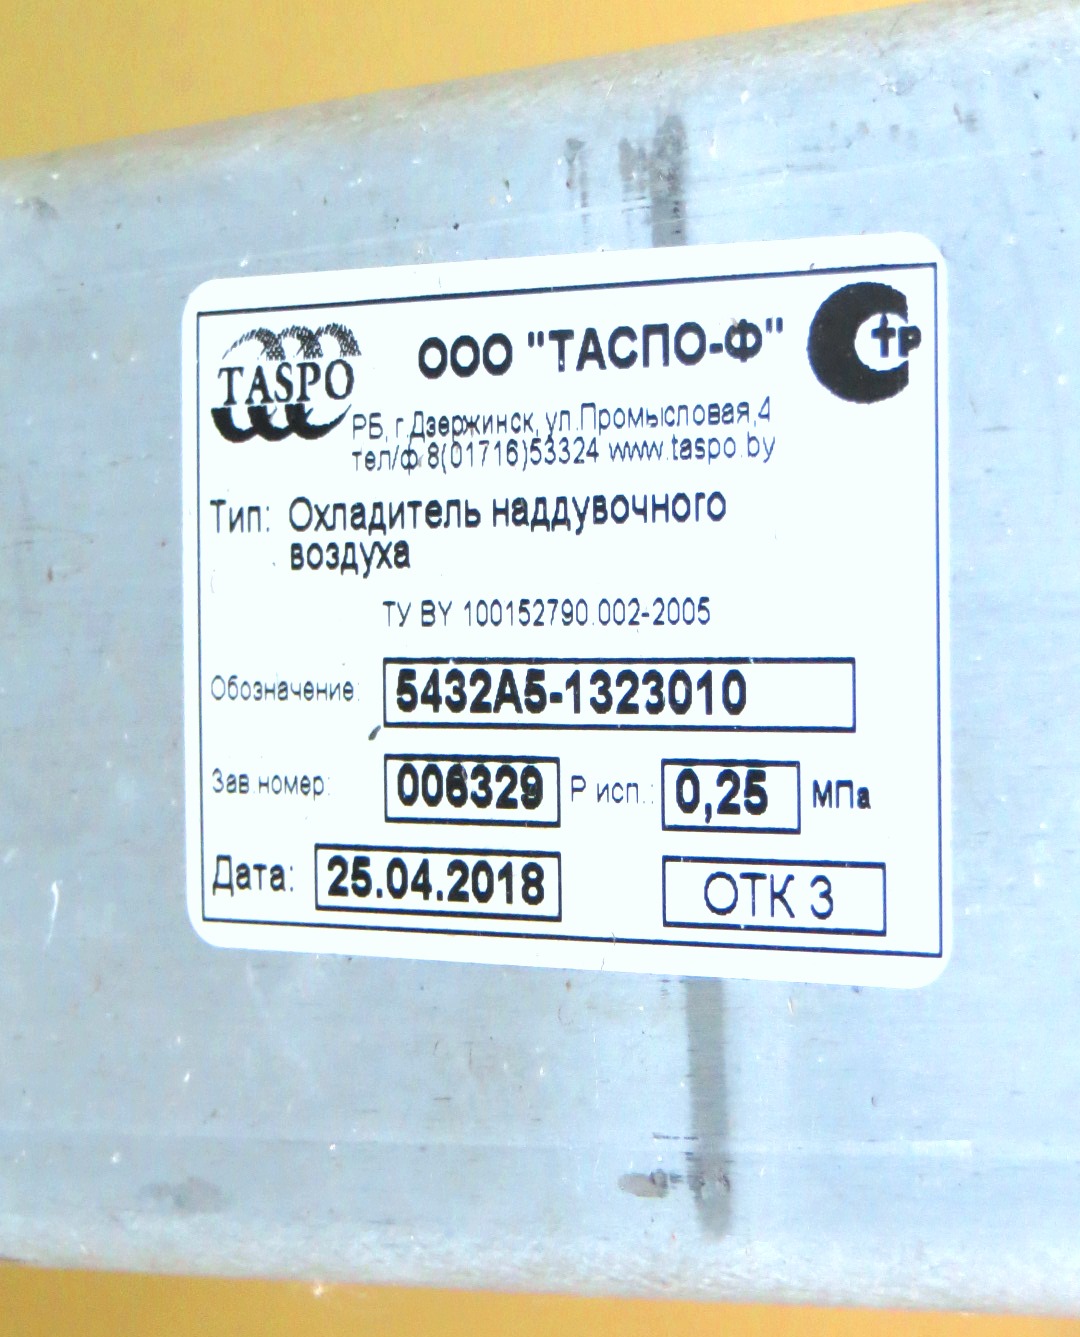 TASPO
ООО "ТАСПО-Ф"
тр
РБ, г.Дзержинск, ул.Промысловая,4
тел/ф.8(01716)53324 www.taspo.by
Тип: Охладитель наддувочного
воздуха
ТУ BY 100152790.002-2005
Обозначение: 5432А5-1323010
Зав.номер: 006329 Р исп.: 0,25 МПа
Дата: 25.04.2018 ОТК 3